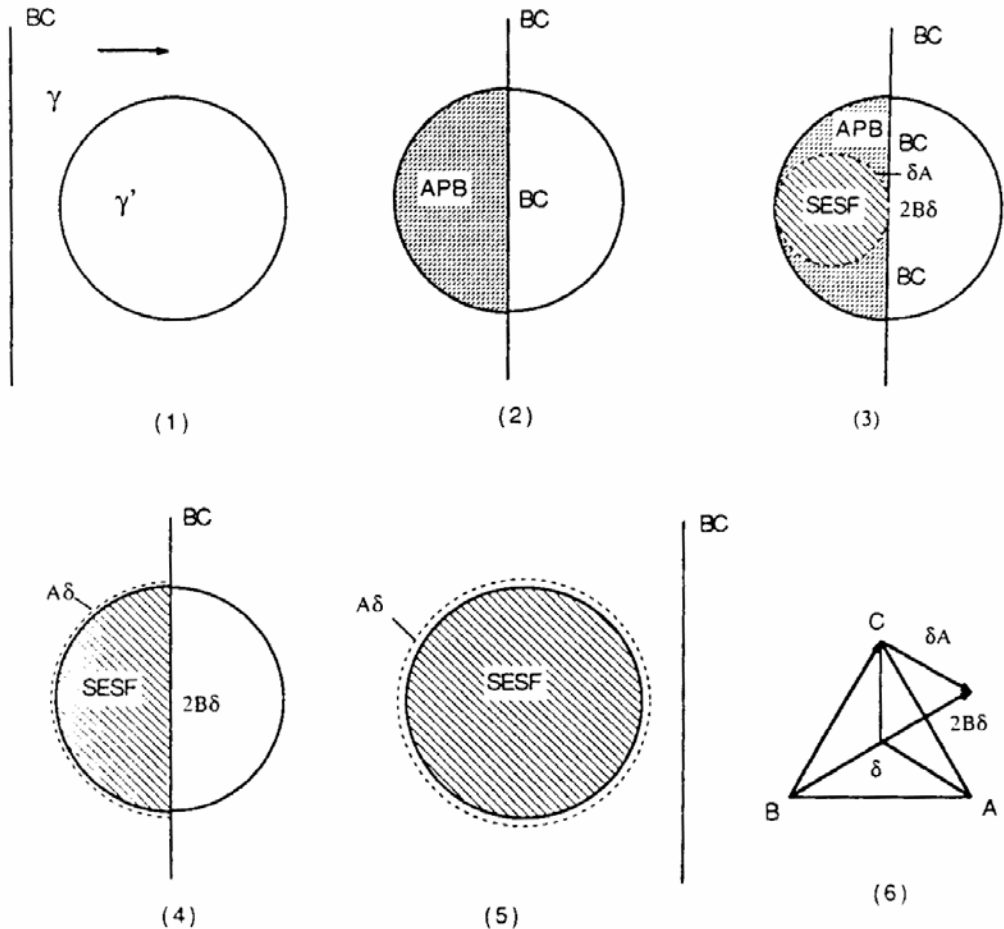 BC
γ
γ'
(1)
BC
APB
BC
(2)
BC
APB
BC
δA
SESF
2Bδ
BC
(3)
BC
Aδ
SESF
2Bδ
(4)
BC
Aδ
SESF
(5)
C
δA
2Bδ
δ
B
A
(6)